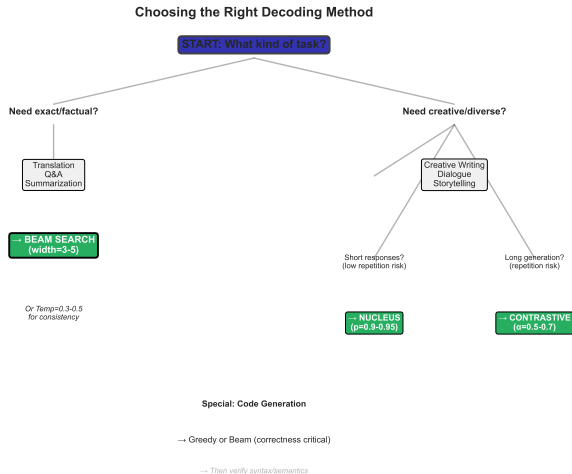 Choosing the Right Decoding Method
START: What kind of task?
Need exact/factual?
Need creative/diverse?
Translation
Q&A
Summarization
Creative Writing
Dialogue
Storytelling
→ BEAM SEARCH
(width=3-5)
Short responses?
(low repetition risk)
Long generation?
(repetition risk)
Or Temp=0.3-0.5
for consistency
→ NUCLEUS
(p=0.9-0.95)
→ CONTRASTIVE
(α=0.5-0.7)
Special: Code Generation
→ Greedy or Beam (correctness critical)
→ Then verify syntax/semantics